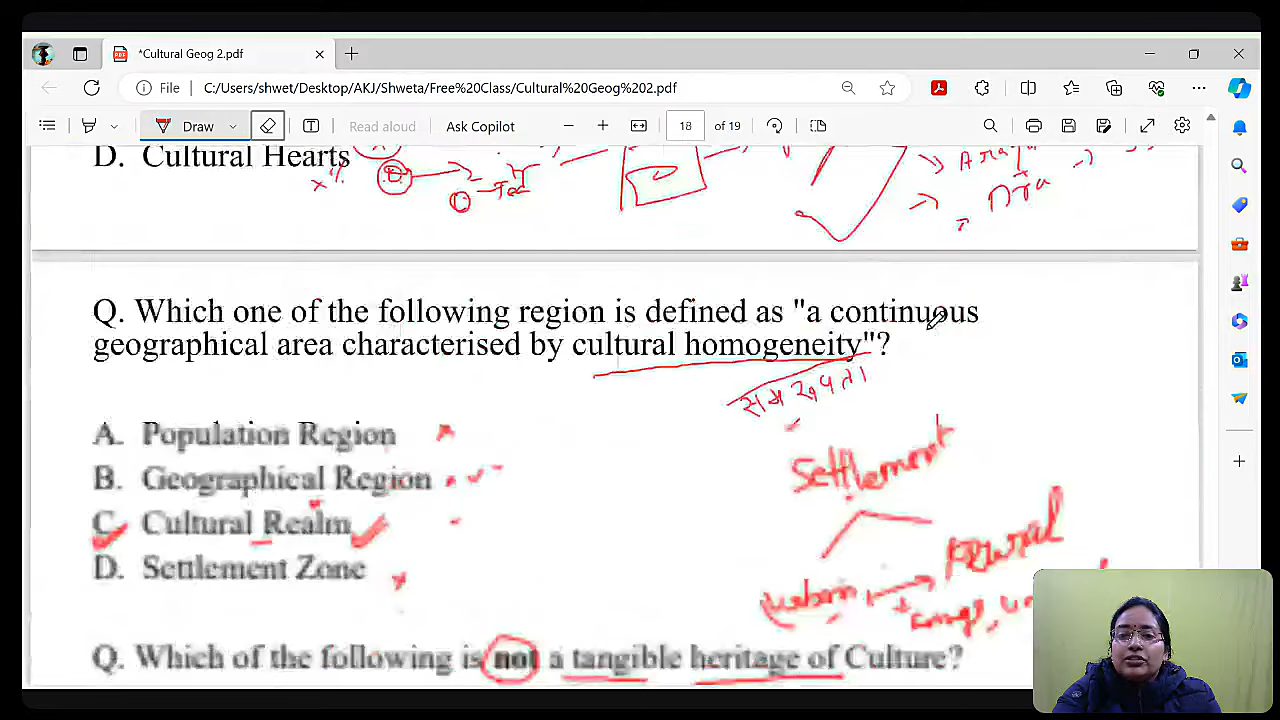 *Cultural Geog 2.pdf
File C:/Users/shwet/Desktop/AKJ/Shweta/Free%20Class/Cultural%20Geog%202.pdf
Draw Read aloud Ask Copilot 18 of 19
D. Cultural Hearts
Q. Which one of the following region is defined as "a continuous
geographical area characterised by cultural homogeneity"?
समरूपता
A. Population Region
Settlement
B. Geographical Region
C. Cultural Realm
Rural
D. Settlement Zone
Urban
Q. Which of the following is not a tangible heritage of Culture?